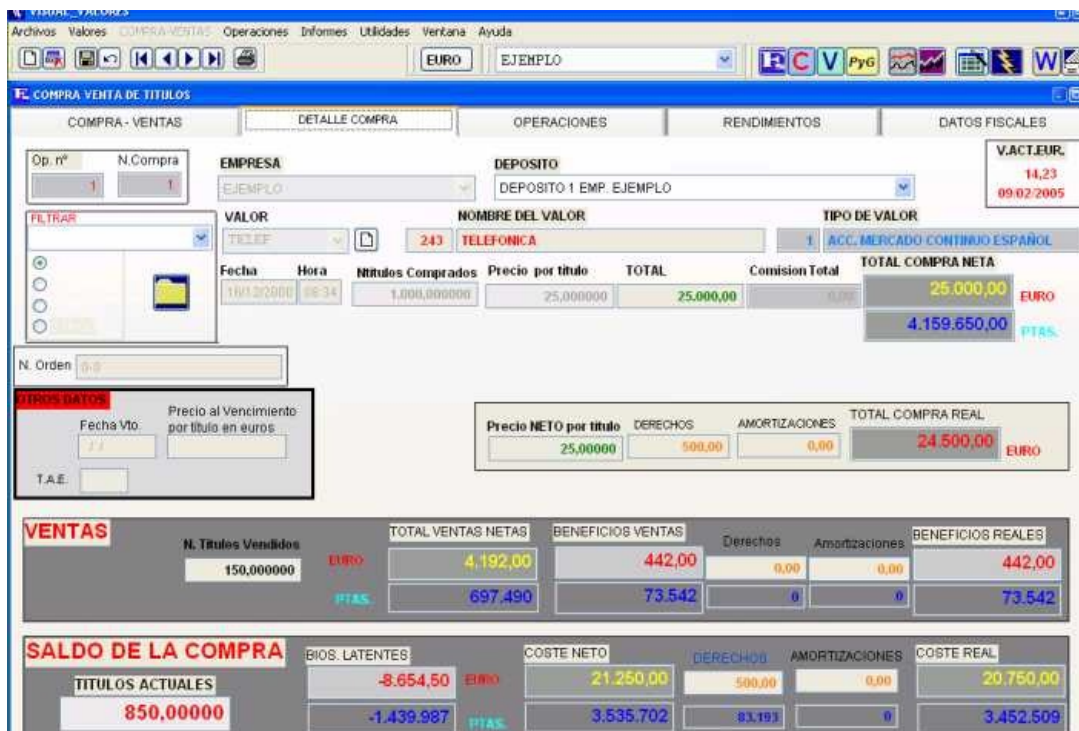 VISUAL_VALORES
Archivos Valores COMPRA-VENTAS Operaciones Informes Utilidades Ventana Ayuda
EURO EJEMPLO C V PyG W
COMPRA VENTA DE TITULOS
COMPRA - VENTAS DETALLE COMPRA OPERACIONES RENDIMIENTOS DATOS FISCALES
Op. nº N.Compra EMPRESA DEPOSITO V.ACT.EUR.
1 1 EJEMPLO DEPOSITO 1 EMP. EJEMPLO 14,23
09/02/2005
FILTRAR VALOR NOMBRE DEL VALOR TIPO DE VALOR
TELEF 243 TELEFONICA 1 ACC. MERCADO CONTINUO ESPAÑOL
Fecha Hora Ntitulos Comprados Precio por titulo TOTAL Comision Total TOTAL COMPRA NETA
16/12/2000 1.000,000000 25,000000 25.000,00 0,00 25.000,00 EURO
4.159.650,00 PTAS.
N. Orden
OTROS DATOS
Fecha Vto. Precio al Vencimiento por título en euros
/ /
T.A.E.
Precio NETO por titulo DERECHOS AMORTIZACIONES TOTAL COMPRA REAL
25,00000 500,00 0,00 24.500,00 EURO
VENTAS
N. Titulos Vendidos TOTAL VENTAS NETAS BENEFICIOS VENTAS Derechos Amortizaciones BENEFICIOS REALES
150,000000 EURO 4.192,00 442,00 0,00 0,00 442,00
PTAS. 697.490 73.542 0 0 73.542
SALDO DE LA COMPRA BIOS. LATENTES COSTE NETO DERECHOS AMORTIZACIONES COSTE REAL
TITULOS ACTUALES -8.654,50 EURO 21.250,00 500,00 0,00 20.750,00
850,00000 -1.439.987 PTAS. 3.535.702 83.193 0 3.452.509